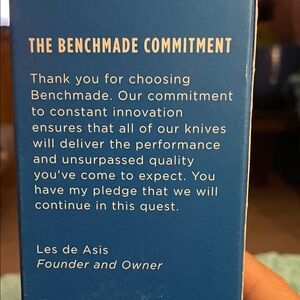 THE BENCHMADE COMMITMENT
Thank you for choosing
Benchmade. Our commitment
to constant innovation
ensures that all of our knives
will deliver the performance
and unsurpassed quality
you've come to expect. You
have my pledge that we will
continue in this quest.
Les de Asis
Founder and Owner